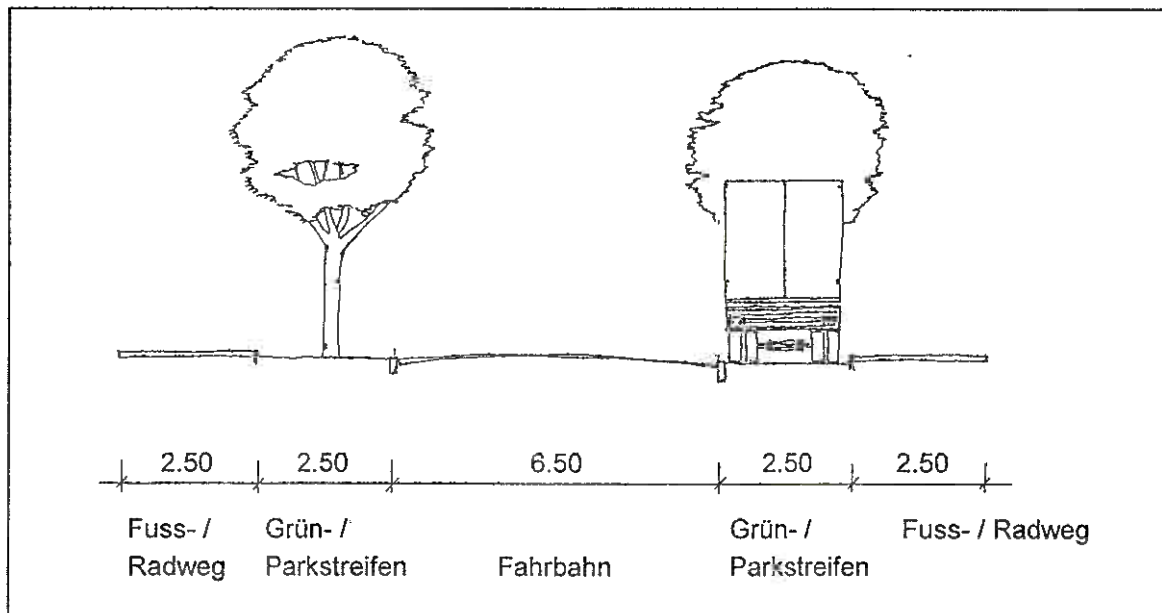 2.50 2.50 6.50 2.50 2.50
Fuss- / Grün- / Grün- / Fuss- / Radweg
Radweg Parkstreifen Fahrbahn Parkstreifen